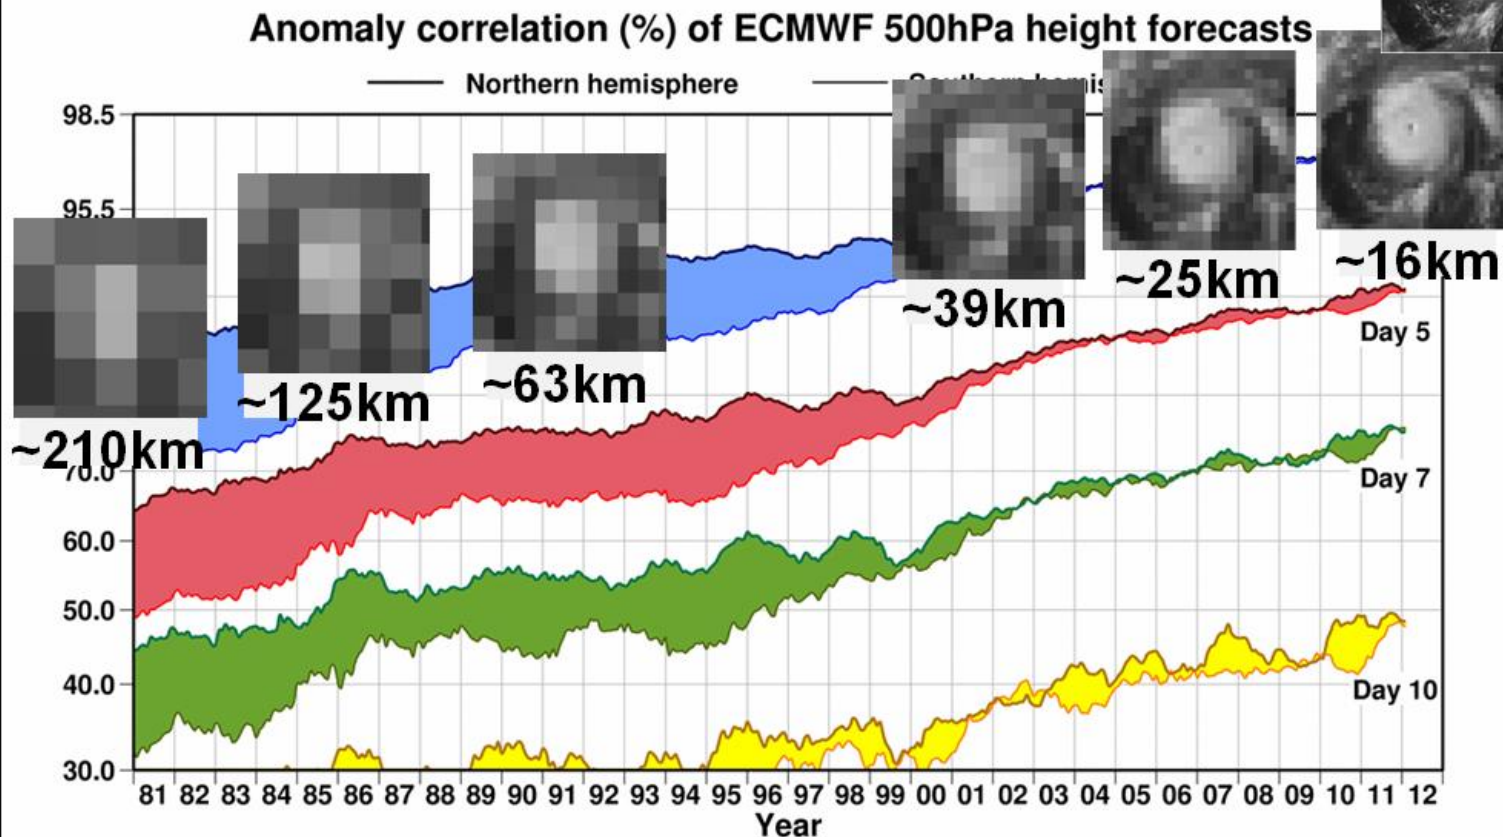 Anomaly correlation (%) of ECMWF 500hPa height forecasts
Northern hemisphere
98.5
95.5
~16km
~25km
~39km
~63km
~125km
~210km
Day 5
70.0
Day 7
60.0
50.0
40.0
Day 10
30.0
81 82 83 84 85 86 87 88 89 90 91 92 93 94 95 96 97 98 99 00 01 02 03 04 05 06 07 08 09 10 11 12
Year